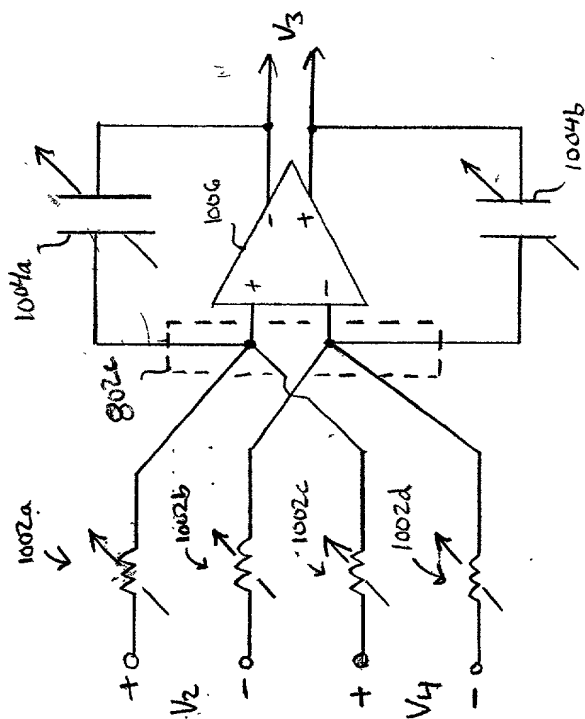 1004a
1006
V3
- +
+ -
802c
1004b
1002a
1002b
1002c
1002d
+ V2 -
+ V4 -